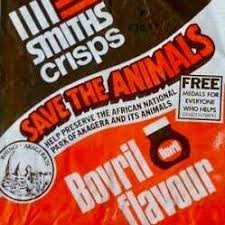 SMITHS
crisps
SAVE THE ANIMALS
HELP PRESERVE THE AFRICAN NATIONAL
PARK OF AKAGERA AND ITS ANIMALS
FREE
MEDALS FOR
EVERYONE
WHO HELPS
Bovril
Bovril
flavour